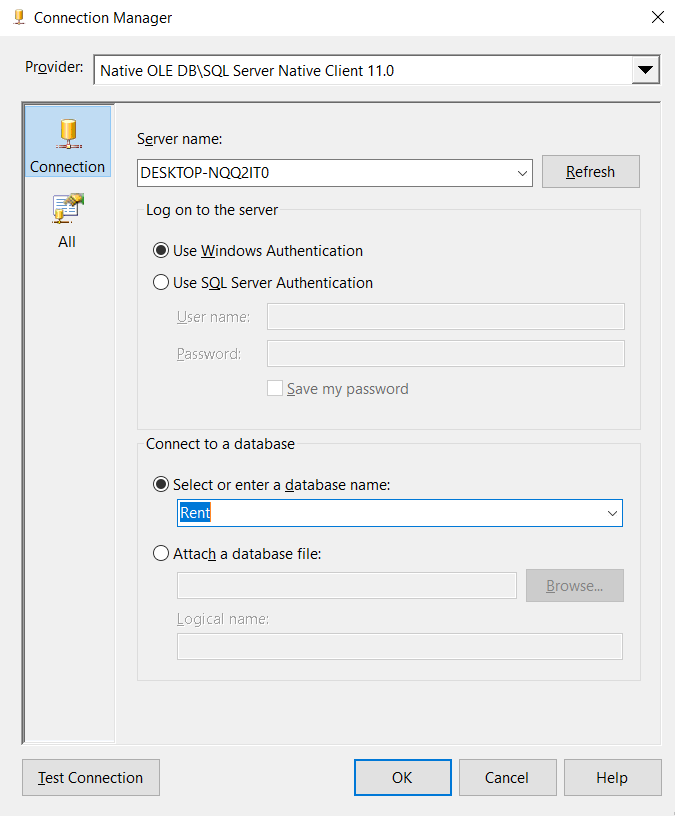 Connection Manager
Provider: Native OLE DB\SQL Server Native Client 11.0
Connection
All
Server name:
DESKTOP-NQQ2IT0 Refresh
Log on to the server
Use Windows Authentication
Use SQL Server Authentication
User name:
Password:
Save my password
Connect to a database
Select or enter a database name:
Rent
Attach a database file:
Browse...
Logical name:
Test Connection OK Cancel Help